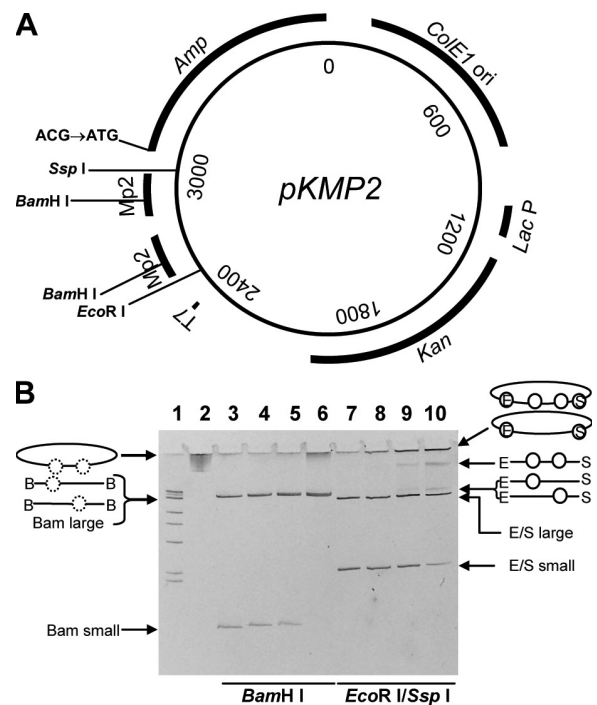 A
Amp
ColE1 ori
0
600
ACG→ATG
Ssp I
3000
Mp2
pKMP2
BamH I
1200
Lac P
Mp2
BamH I
EcoR I
2400
T7
1800
Kan
B
1 2 3 4 5 6 7 8 9 10
E S
E S
E S
B B
E S
B B
E S
Bam large
E/S large
E/S small
Bam small
BamH I EcoR I/Ssp I